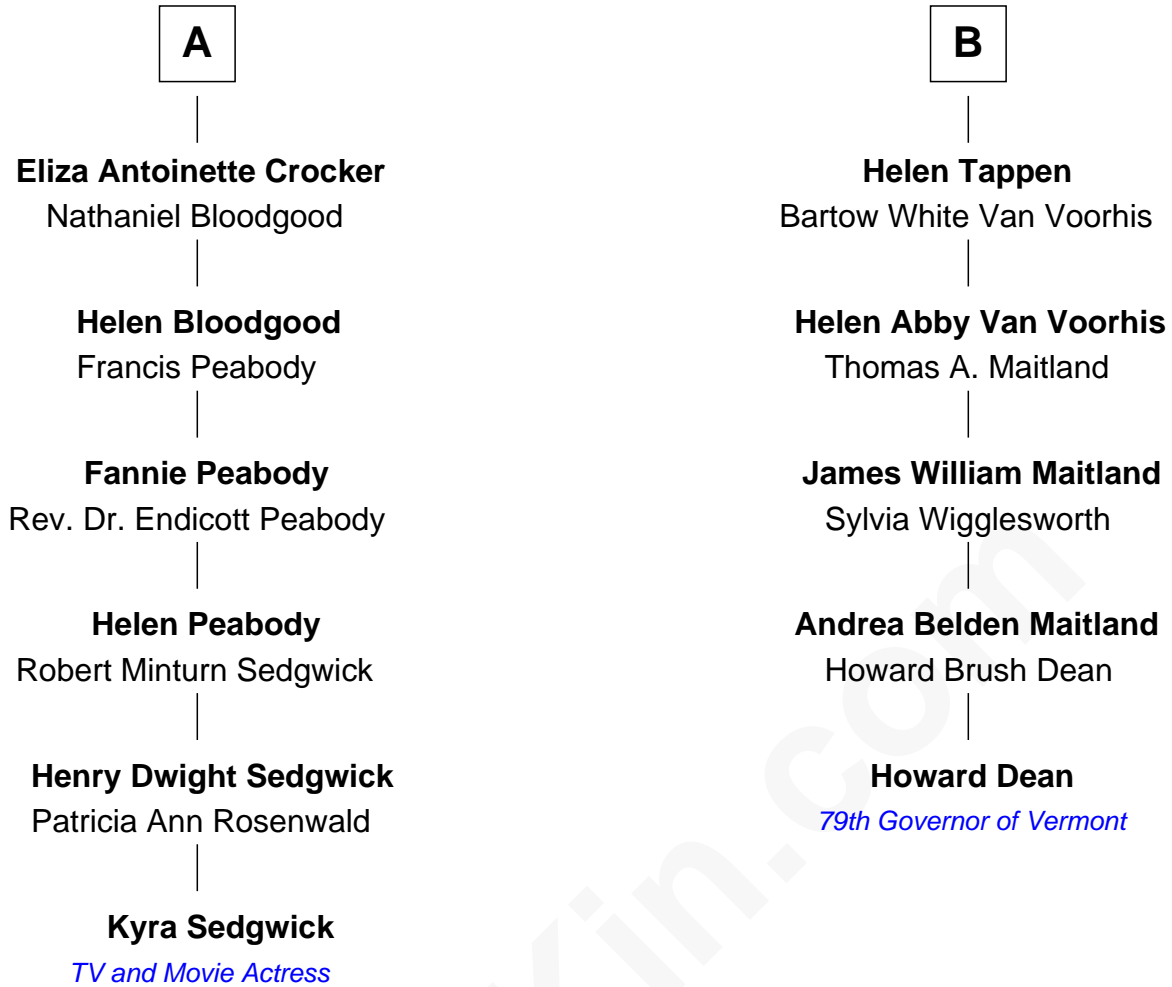 A
Eliza Antoinette Crocker
Nathaniel Bloodgood
Helen Bloodgood
Francis Peabody
Fannie Peabody
Rev. Dr. Endicott Peabody
Helen Peabody
Robert Minturn Sedgwick
Henry Dwight Sedgwick
Patricia Ann Rosenwald
Kyra Sedgwick
TV and Movie Actress
B
Helen Tappen
Bartow White Van Voorhis
Helen Abby Van Voorhis
Thomas A. Maitland
James William Maitland
Sylvia Wigglesworth
Andrea Belden Maitland
Howard Brush Dean
Howard Dean
79th Governor of Vermont
Kin.com